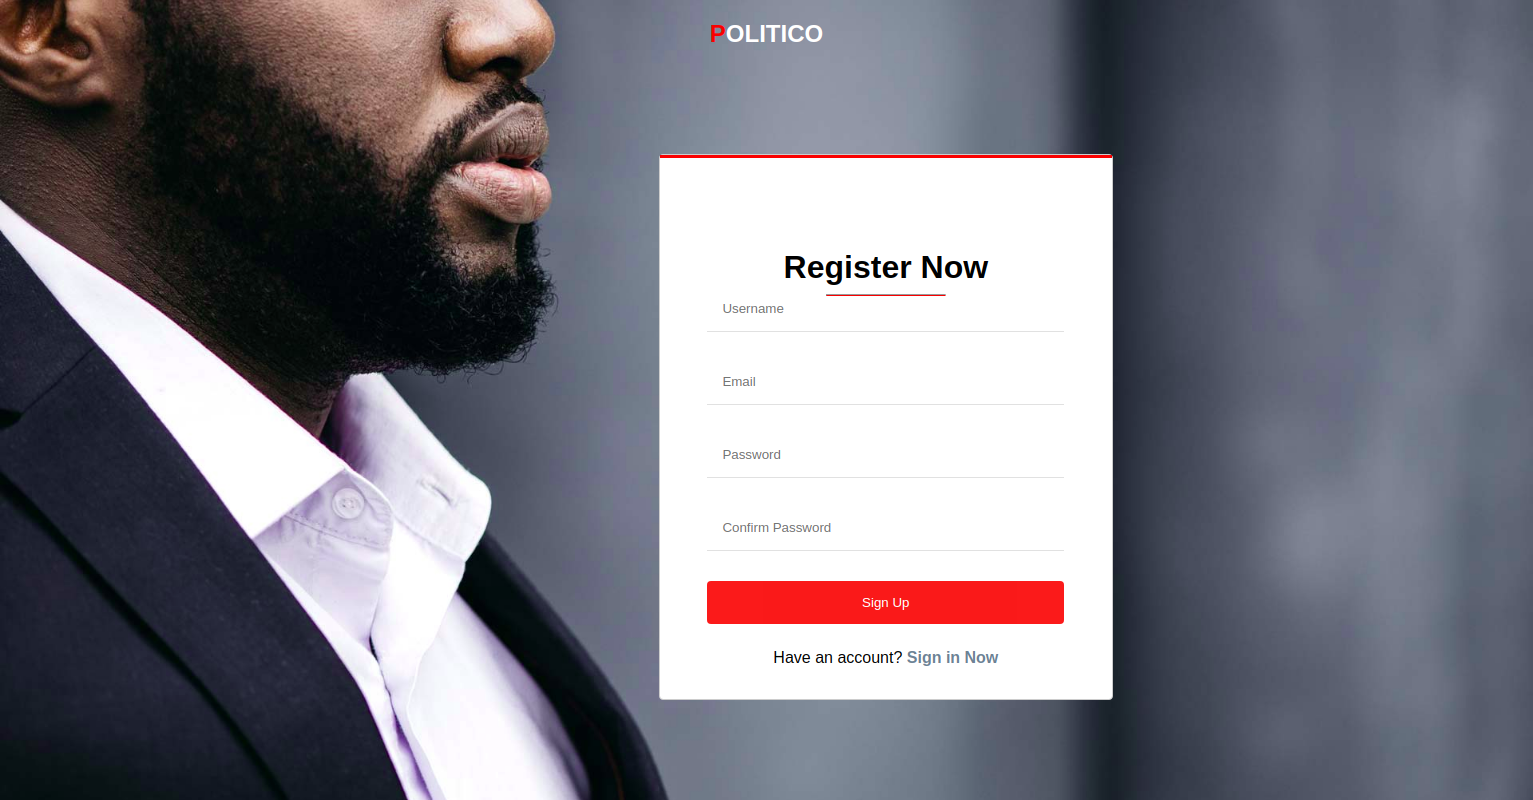 POLITICO
Register Now
Username
Email
Password
Confirm Password
Sign Up
Have an account? Sign in Now